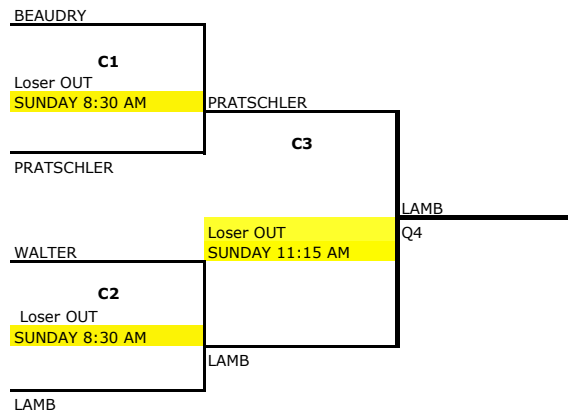 BEAUDRY
C1
Loser OUT
SUNDAY 8:30 AM
PRATSCHLER
C3
PRATSCHLER
LAMB
Loser OUT
Q4
WALTER
SUNDAY 11:15 AM
C2
Loser OUT
SUNDAY 8:30 AM
LAMB
LAMB